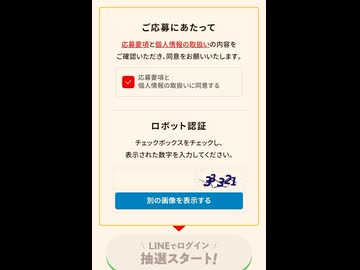 ご応募にあたって
応募要項と個人情報の取扱いの内容を
ご確認いただき、同意をお願いいたします。
応募要項と
個人情報の取扱いに同意する
ロボット認証
チェックボックスをチェックし、
表示された数字を入力してください。
33321
別の画像を表示する
LINEでログイン
抽選スタート!